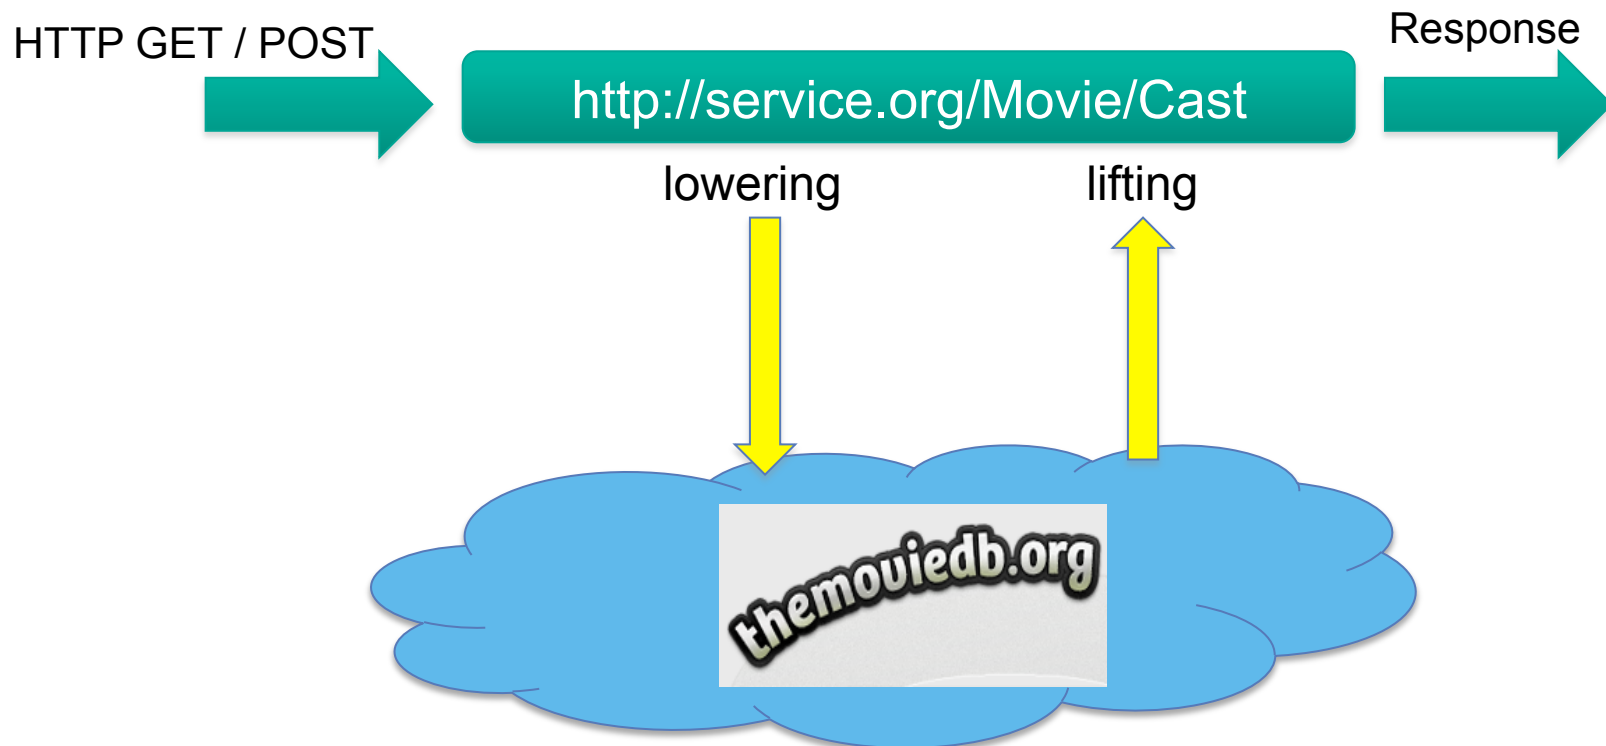 HTTP GET / POST
Response
http://service.org/Movie/Cast
lowering
lifting
themoviedb.org